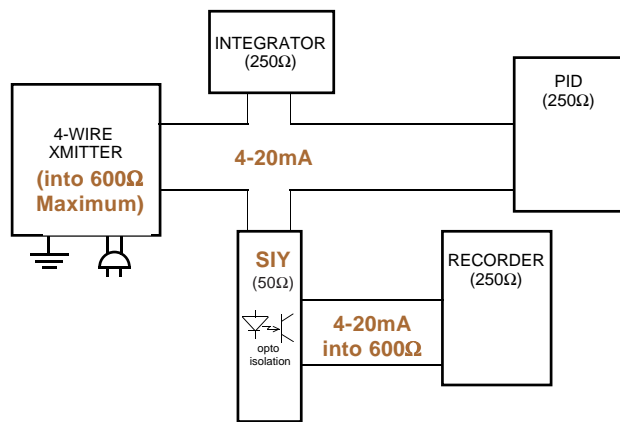 INTEGRATOR
(250Ω)
PID
(250Ω)
4-WIRE
XMITTER
(into 600Ω
Maximum)
4-20mA
SIY
(50Ω)
opto
isolation
RECORDER
(250Ω)
4-20mA
into 600Ω